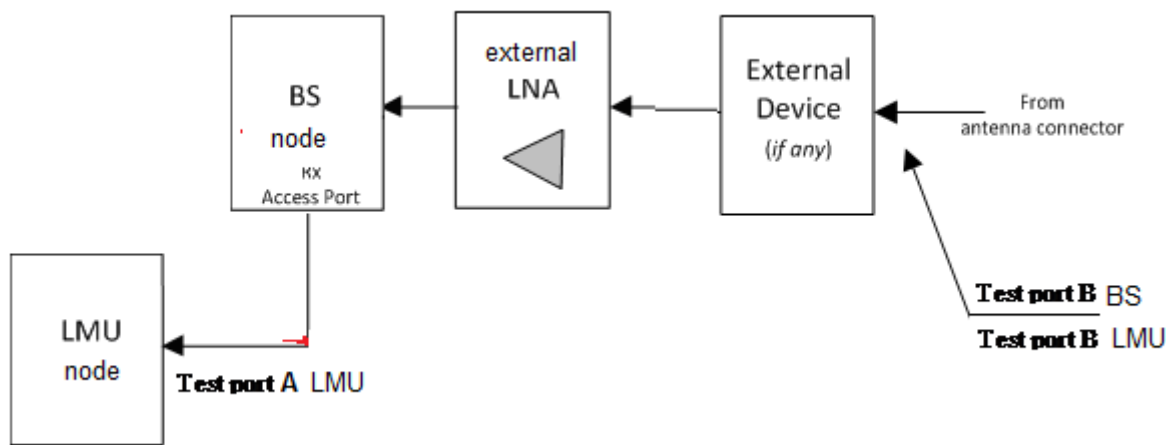 BS
node
RX
Access Port
external
LNA
External
Device
(if any)
From
antenna connector
LMU
node
Test port A LMU
Test port B BS
Test port B LMU